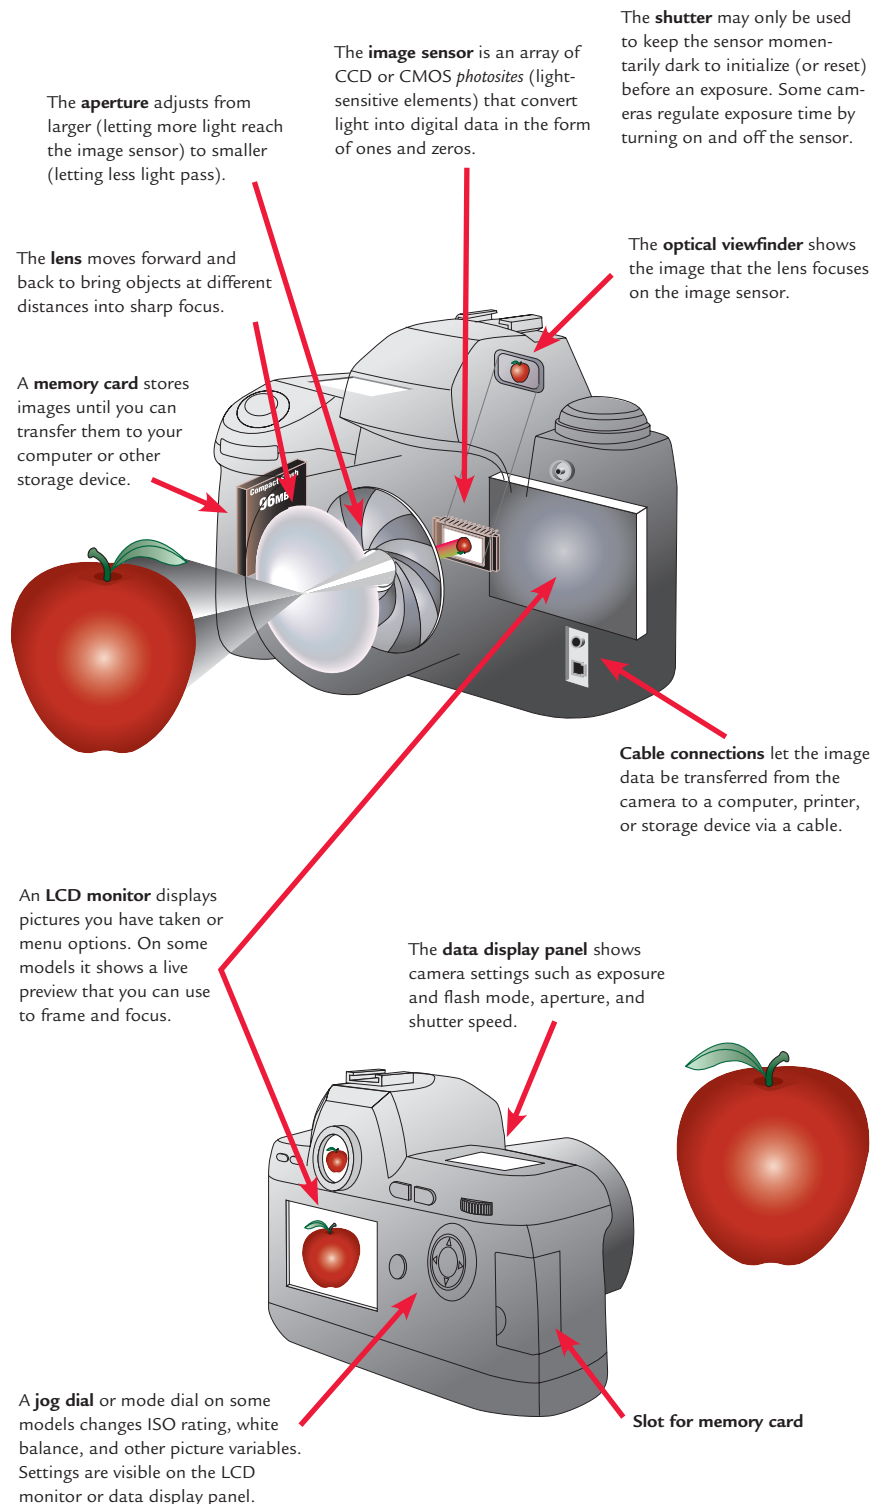 The shutter may only be used
to keep the sensor momen-
tarily dark to initialize (or reset)
before an exposure. Some cam-
eras regulate exposure time by
turning on and off the sensor.
The image sensor is an array of
CCD or CMOS photosites (light-
sensitive elements) that convert
light into digital data in the form
of ones and zeros.
The aperture adjusts from
larger (letting more light reach
the image sensor) to smaller
(letting less light pass).
The optical viewfinder shows
the image that the lens focuses
on the image sensor.
The lens moves forward and
back to bring objects at different
distances into sharp focus.
A memory card stores
images until you can
transfer them to your
computer or other
storage device.
Compact
Cable connections let the image
data be transferred from the
camera to a computer, printer,
or storage device via a cable.
An LCD monitor displays
pictures you have taken or
menu options. On some
models it shows a live
preview that you can use
to frame and focus.
The data display panel shows
camera settings such as exposure
and flash mode, aperture, and
shutter speed.
A jog dial or mode dial on some
models changes ISO rating, white
balance, and other picture variables.
Settings are visible on the LCD
monitor or data display panel.
Slot for memory card